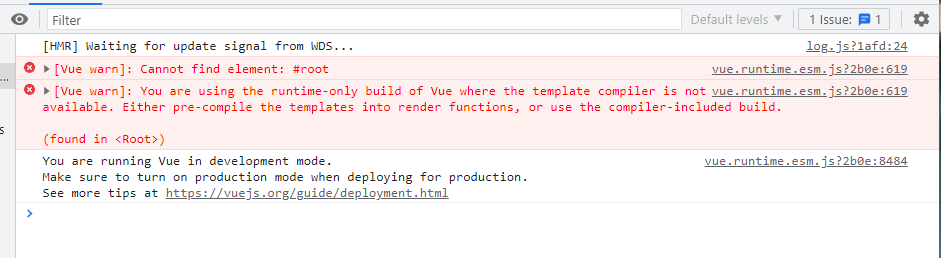 Filter
Default levels ▼
1 Issue: 1
[HMR] Waiting for update signal from WDS...
log.js?1afd:24
▶[Vue warn]: Cannot find element: #root
vue.runtime.esm.js?2b0e:619
▶[Vue warn]: You are using the runtime-only build of Vue where the template compiler is not
vue.runtime.esm.js?2b0e:619
available. Either pre-compile the templates into render functions, or use the compiler-included build.
(found in <Root>)
You are running Vue in development mode.
vue.runtime.esm.js?2b0e:8484
Make sure to turn on production mode when deploying for production.
See more tips at https://vuejs.org/guide/deployment.html
...
s
>